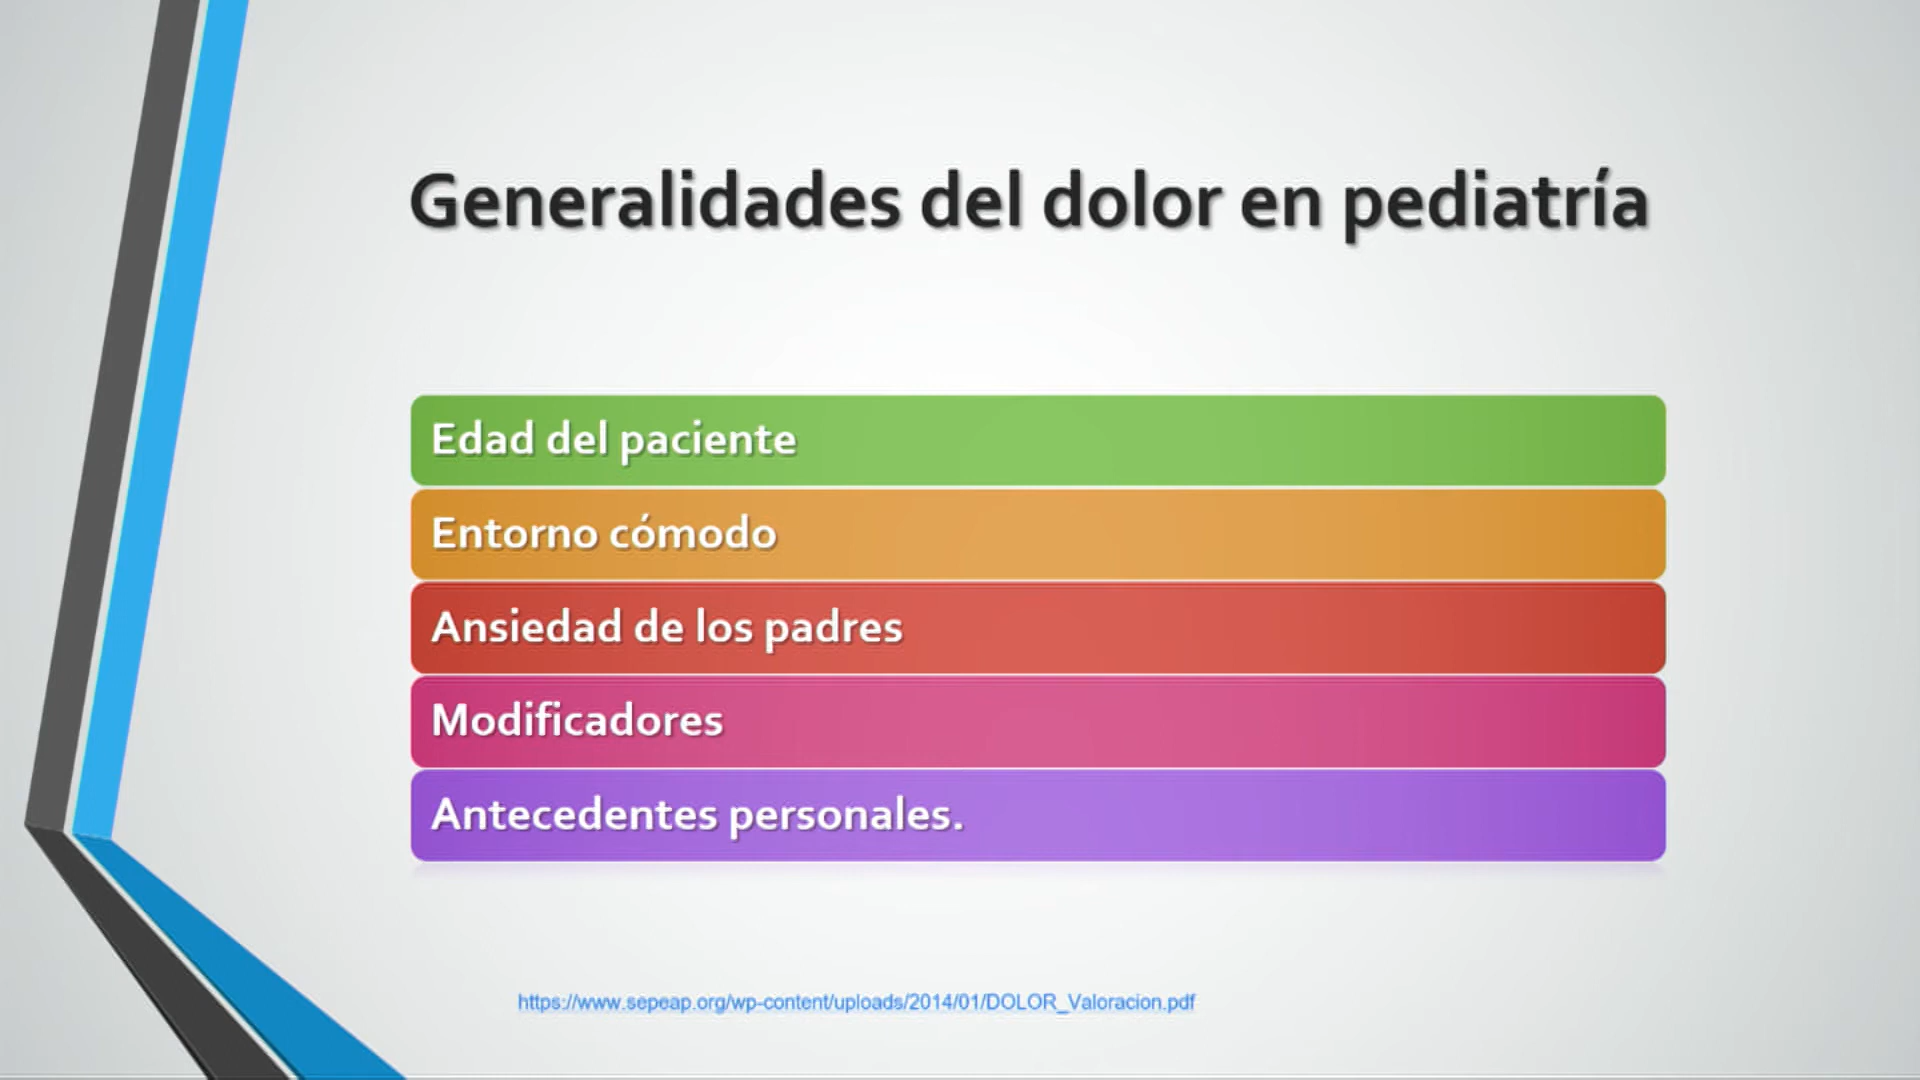 Generalidades del dolor en pediatría
Edad del paciente
Entorno cómodo
Ansiedad de los padres
Modificadores
Antecedentes personales.
https://www.sepeap.org/wp-content/uploads/2014/01/DOLOR_Valoracion.pdf